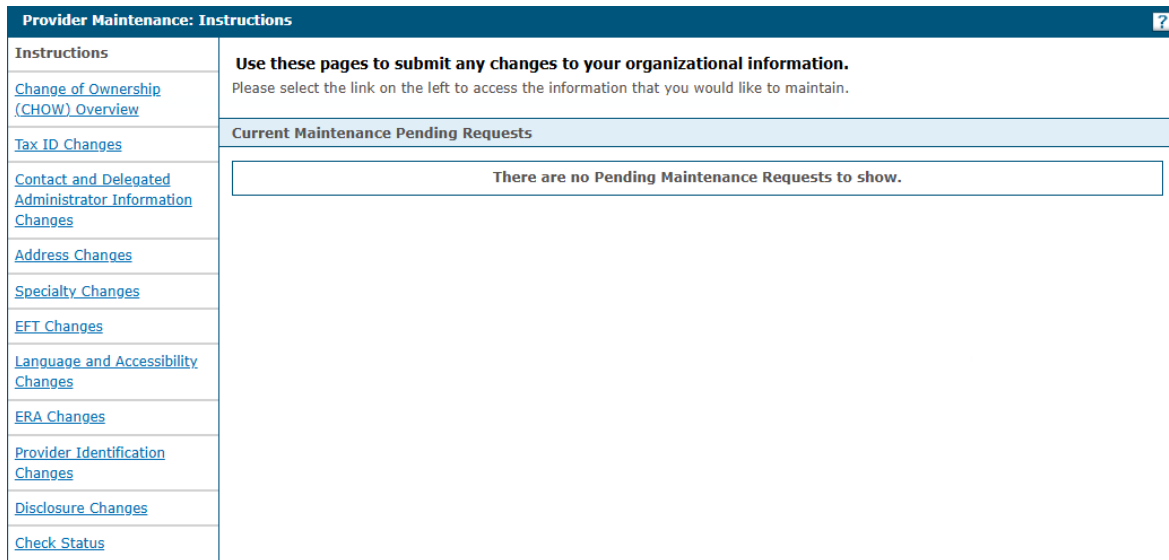 Provider Maintenance: Instructions
?
Instructions
Change of Ownership
(CHOW) Overview
Tax ID Changes
Contact and Delegated
Administrator Information
Changes
Address Changes
Specialty Changes
EFT Changes
Language and Accessibility
Changes
ERA Changes
Provider Identification
Changes
Disclosure Changes
Check Status
Use these pages to submit any changes to your organizational information.
Please select the link on the left to access the information that you would like to maintain.
Current Maintenance Pending Requests
There are no Pending Maintenance Requests to show.